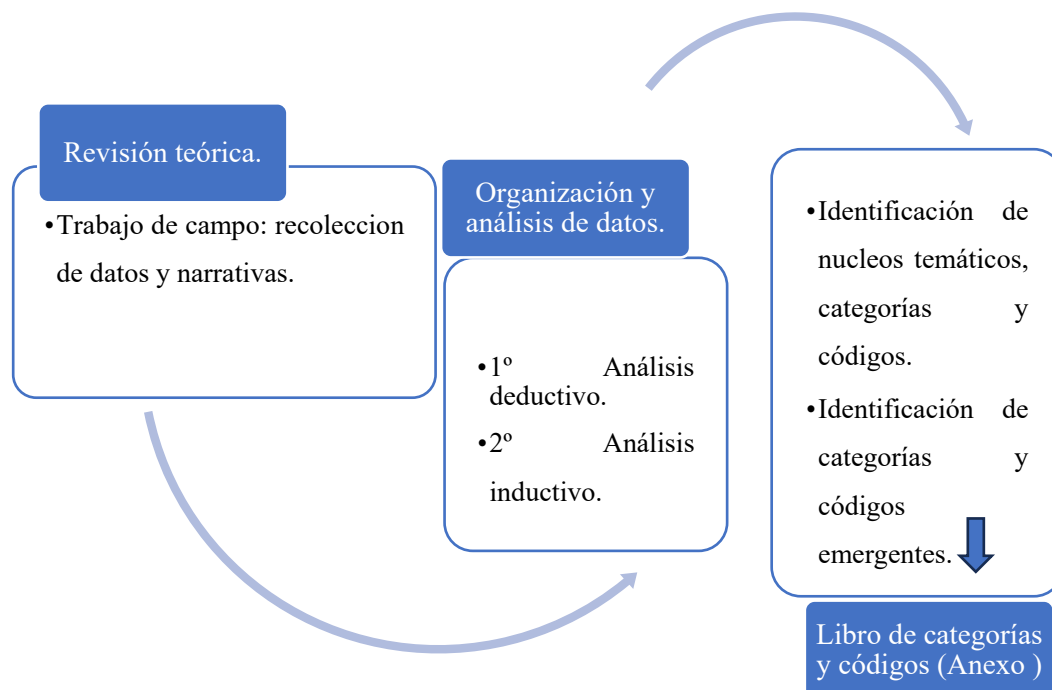 Revisión teórica.
•Trabajo de campo: recoleccion
de datos y narrativas.
Organización y
análisis de datos.
•1º Análisis
deductivo.
•2º Análisis
inductivo.
•Identificación de
nucleos temáticos,
categorías y
códigos.
•Identificación de
categorías y
códigos
emergentes.
Libro de categorías
y códigos (Anexo )